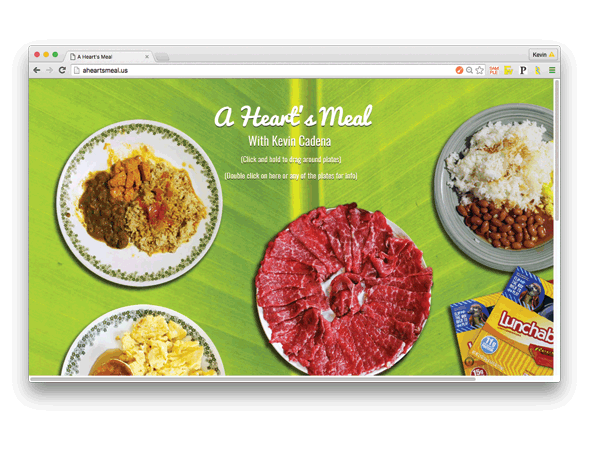 A Heart's Meal
Kevin
aheartsmeal.us
A Heart's Meal
With Kevin Cadena
(Click and hold to drag around plates)
(Double click on here or any of the plates for info)
Lunchab
15g